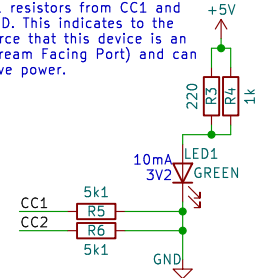 resistors from CC1 and
D. This indicates to the
rce that this device is an
ream Facing Port) and can
ve power.
+5V
220
R3
R4
1k
10mA
3V2
LED1
GREEN
5k1
CC1
R5
CC2
R6
5k1
GND